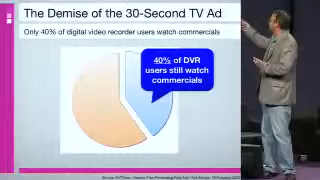 The Demise of the 30-Second TV Ad
Only 40% of digital video recorder users watch commercials
40% of DVR
users still watch
commercials